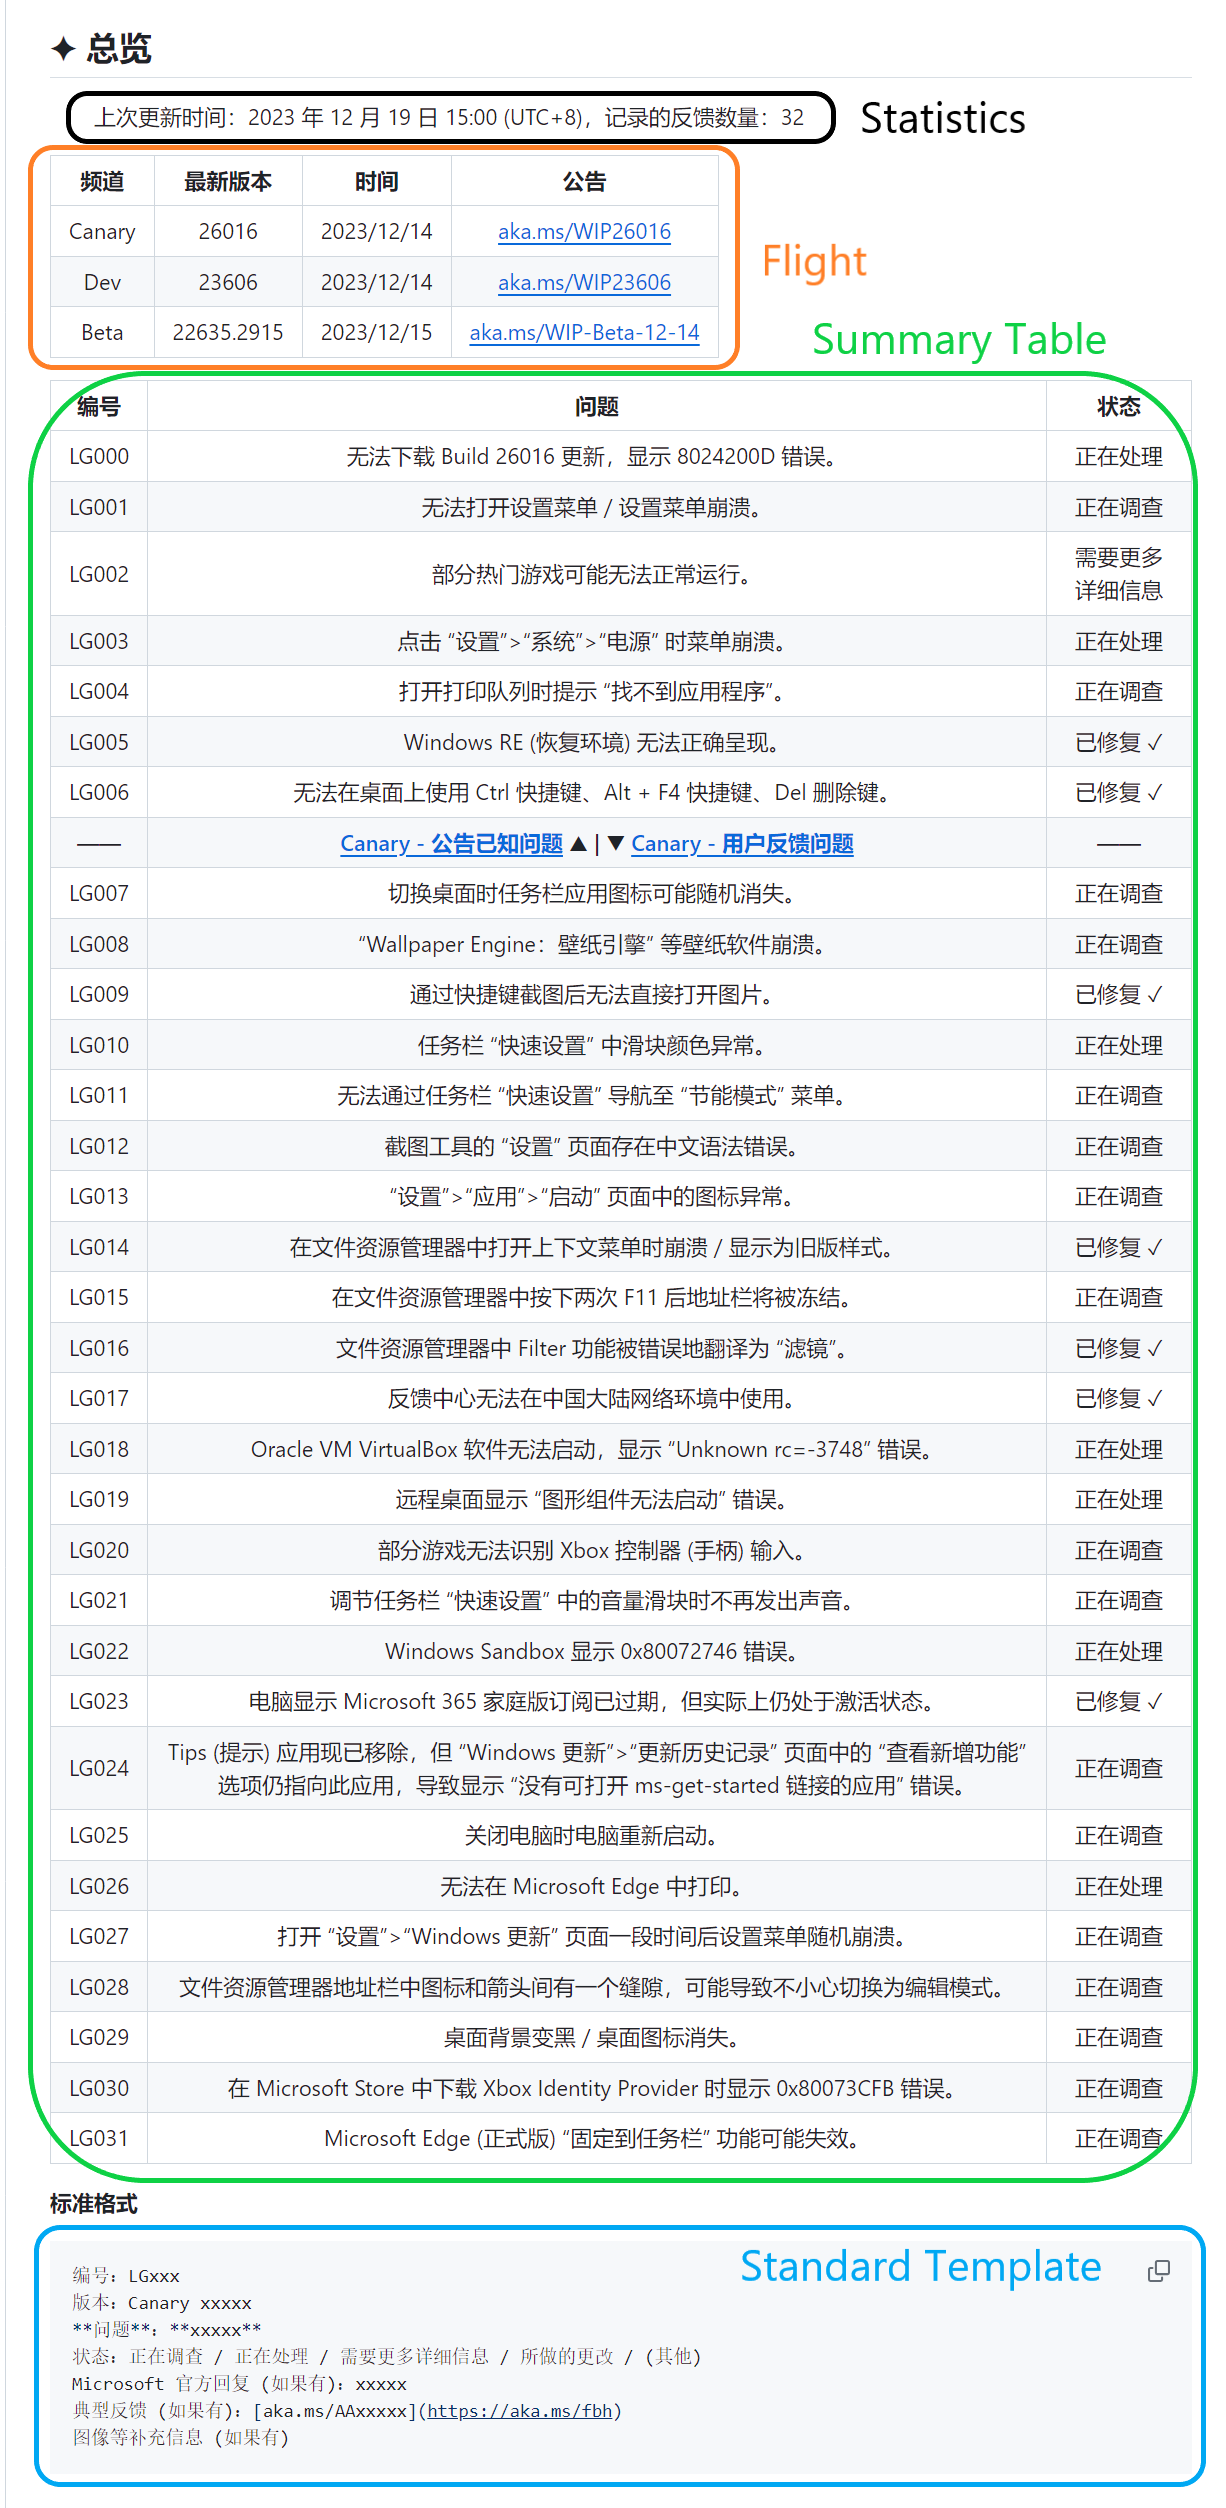 ✦ 总览
上次更新时间：2023 年 12 月 19 日 15:00 (UTC+8)，记录的反馈数量：32
Statistics
频道 最新版本 时间 公告
Canary 26016 2023/12/14 aka.ms/WIP26016
Dev 23606 2023/12/14 aka.ms/WIP23606
Beta 22635.2915 2023/12/15 aka.ms/WIP-Beta-12-14
Flight
Summary Table
编号 问题 状态
LG000 无法下载 Build 26016 更新，显示 8024200D 错误。 正在处理
LG001 无法打开设置菜单 / 设置菜单崩溃。 正在调查
LG002 部分热门游戏可能无法正常运行。 需要更多
详细信息
LG003 点击 “设置”>“系统”>“电源” 时菜单崩溃。 正在处理
LG004 打开打印队列时提示 “找不到应用程序”。 正在调查
LG005 Windows RE (恢复环境) 无法正确呈现。 已修复 ✓
LG006 无法在桌面上使用 Ctrl 快捷键、Alt + F4 快捷键、Del 删除键。 已修复 ✓
—— Canary - 公告已知问题 ▲ | ▼ Canary - 用户反馈问题 ——
LG007 切换桌面时任务栏应用图标可能随机消失。 正在调查
LG008 “Wallpaper Engine：壁纸引擎” 等壁纸软件崩溃。 正在调查
LG009 通过快捷键截图后无法直接打开图片。 已修复 ✓
LG010 任务栏 “快速设置” 中滑块颜色异常。 正在处理
LG011 无法通过任务栏 “快速设置” 导航至 “节能模式” 菜单。 正在调查
LG012 截图工具的 “设置” 页面存在中文语法错误。 正在调查
LG013 “设置”>“应用”>“启动” 页面中的图标异常。 正在调查
LG014 在文件资源管理器中打开上下文菜单时崩溃 / 显示为旧版样式。 已修复 ✓
LG015 在文件资源管理器中按下两次 F11 后地址栏将被冻结。 正在调查
LG016 文件资源管理器中 Filter 功能被错误地翻译为 “滤镜”。 已修复 ✓
LG017 反馈中心无法在中国大陆网络环境中使用。 已修复 ✓
LG018 Oracle VM VirtualBox 软件无法启动，显示 “Unknown rc=-3748” 错误。 正在处理
LG019 远程桌面显示 “图形组件无法启动” 错误。 正在处理
LG020 部分游戏无法识别 Xbox 控制器 (手柄) 输入。 正在调查
LG021 调节任务栏 “快速设置” 中的音量滑块时不再发出声音。 正在调查
LG022 Windows Sandbox 显示 0x80072746 错误。 正在处理
LG023 电脑显示 Microsoft 365 家庭版订阅已过期，但实际上仍处于激活状态。 已修复 ✓
LG024 Tips (提示) 应用现已移除，但 “Windows 更新”>“更新历史记录” 页面中的 “查看新增功能”
选项仍指向此应用，导致显示 “没有可打开 ms-get-started 链接的应用” 错误。 正在调查
LG025 关闭电脑时电脑重新启动。 正在调查
LG026 无法在 Microsoft Edge 中打印。 正在处理
LG027 打开 “设置”>“Windows 更新” 页面一段时间后设置菜单随机崩溃。 正在调查
LG028 文件资源管理器地址栏中图标和箭头间有一个缝隙，可能导致不小心切换为编辑模式。 正在调查
LG029 桌面背景变黑 / 桌面图标消失。 正在调查
LG030 在 Microsoft Store 中下载 Xbox Identity Provider 时显示 0x80073CFB 错误。 正在调查
LG031 Microsoft Edge (正式版) “固定到任务栏” 功能可能失效。 正在调查
标准格式
Standard Template
编号：LGxxx
版本：Canary xxxxx
**问题**：**xxxxx**
状态：正在调查 / 正在处理 / 需要更多详细信息 / 所做的更改 / (其他)
Microsoft 官方回复 (如果有)：xxxxx
典型反馈 (如果有)：[aka.ms/AAxxxxx](https://aka.ms/fbh)
图像等补充信息 (如果有)